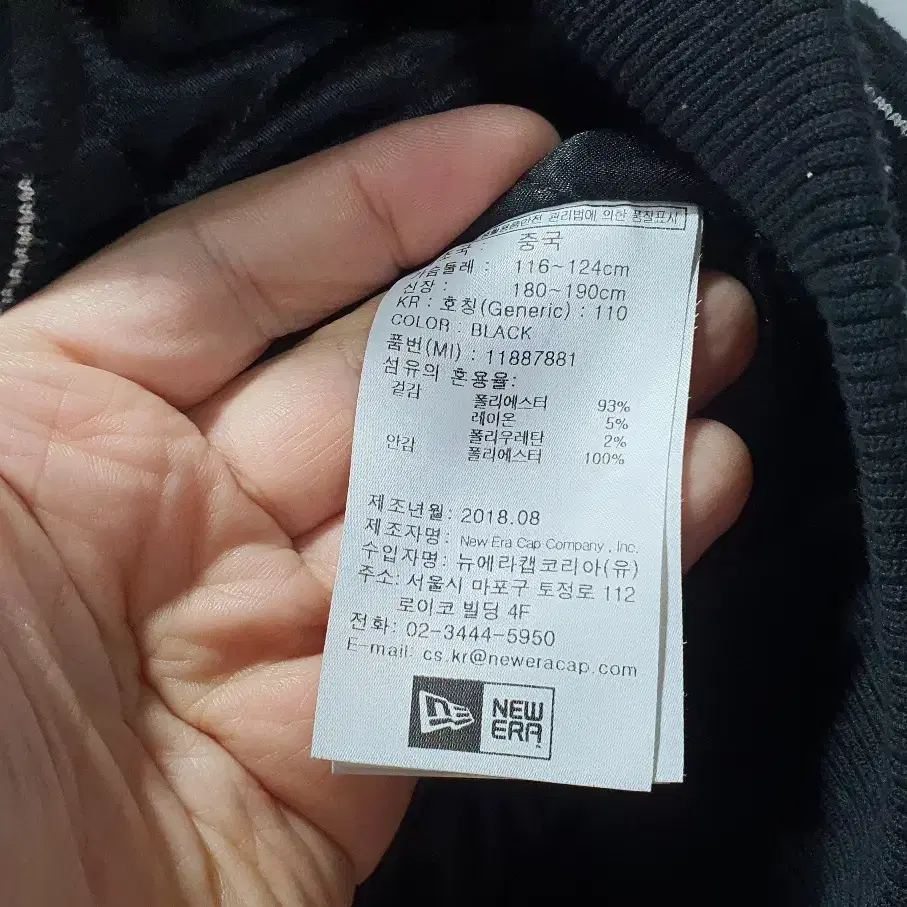 관리법에 의한 품질표시
중국
116~124cm
신장 : 180~190cm
KR : 호칭(Generic) : 110
COLOR : BLACK
품번(MI) : 11887881
섬유의 혼용율:
겉감 폴리에스터 93%
레이온 5%
폴리우레탄 2%
안감 폴리에스터 100%
제조년월: 2018.08
제조자명: New Era Cap Company , Inc.
수입자명: 뉴에라캡코리아(유)
주소: 서울시 마포구 토정로 112
로이코 빌딩 4F
전화: 02-3444-5950
E-mail: cs.kr@neweracap.com
NEW
ERA